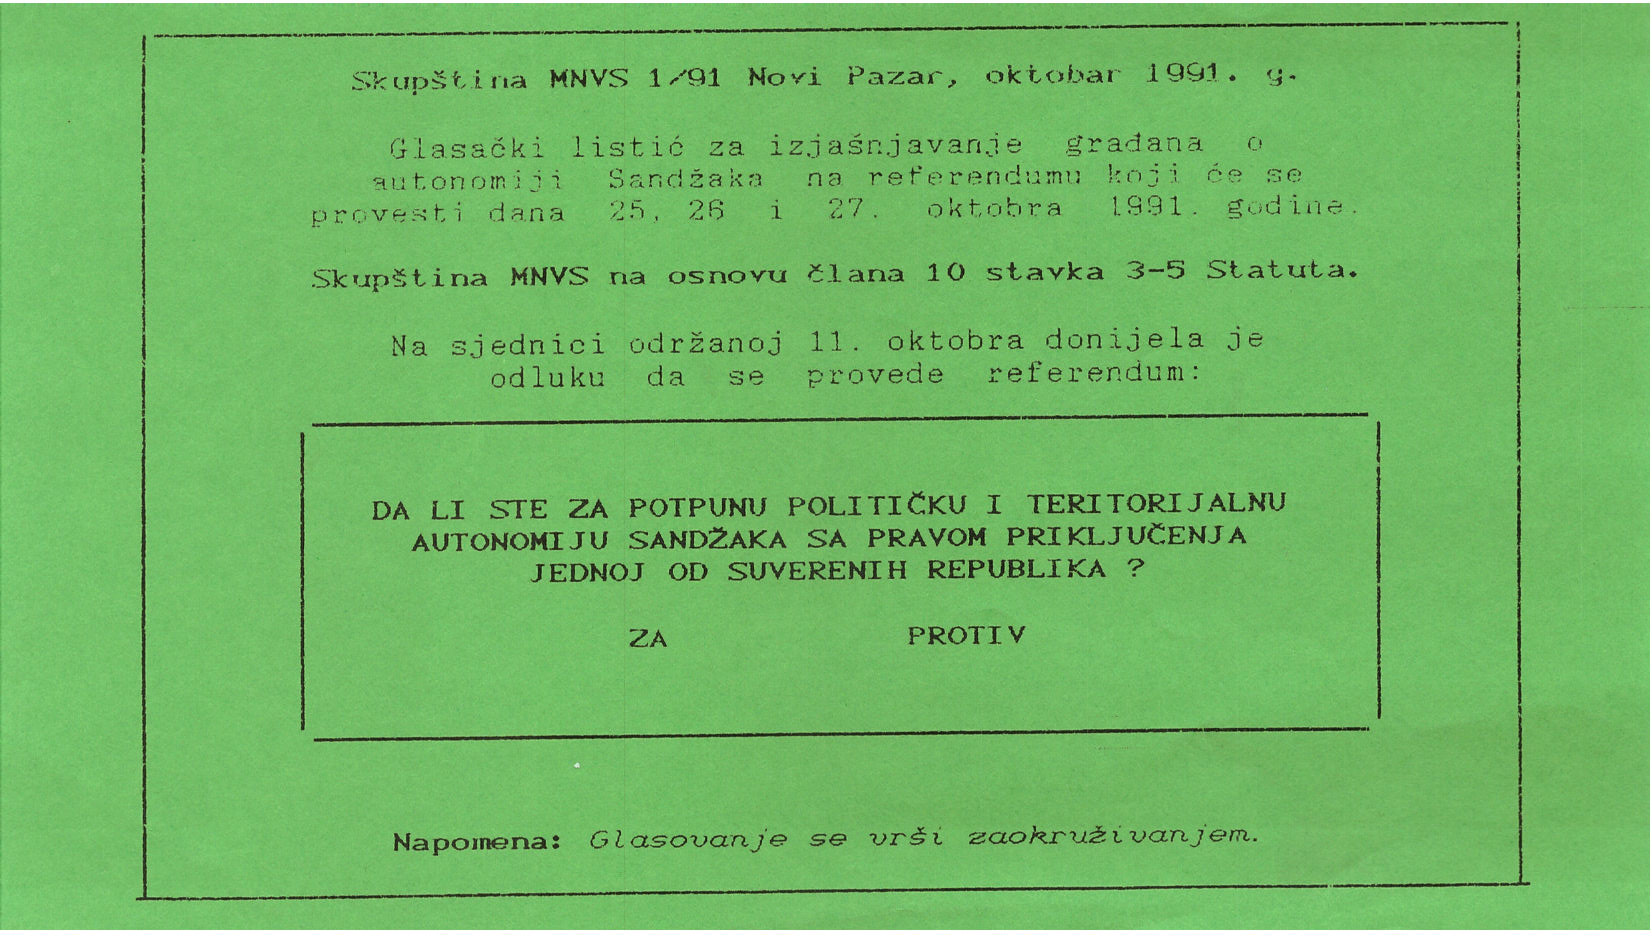 Skupština MNVS 1/91 Novi Pazar, oktobar 1991. g.
Glasački listić za izjašnjavanje građana o
autonomiji Sandžaka na referendumu koji će se
provesti dana 25, 26 i 27. oktobra 1991. godine.
Skupština MNVS na osnovu člana 10 stavka 3-5 Statuta.
Na sjednici održanoj 11. oktobra donijela je
odluku da se provede referendum:
DA LI STE ZA POTPUNU POLITIČKU I TERITORIJALNU
AUTONOMIJU SANDŽAKA SA PRAVOM PRIKLJUČENJA
JEDNOJ OD SUVERENIH REPUBLIKA ?
ZA PROTIV
Napomena: Glasovanje se vrši zaokruživanjem.